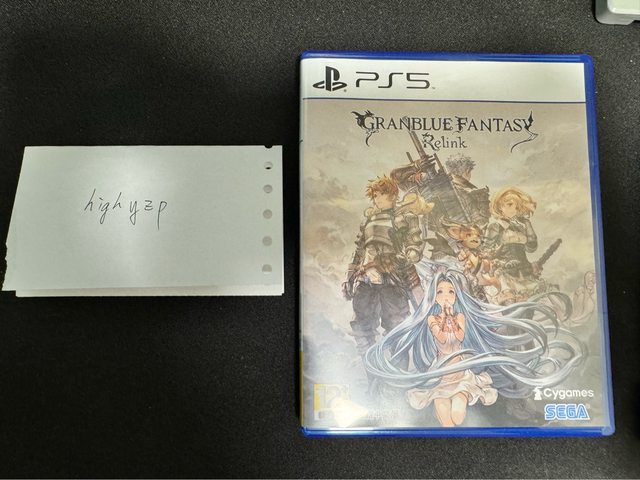 highyzp
PS5
GRANBLUE FANTASY
Relink
Cygames
SEGA